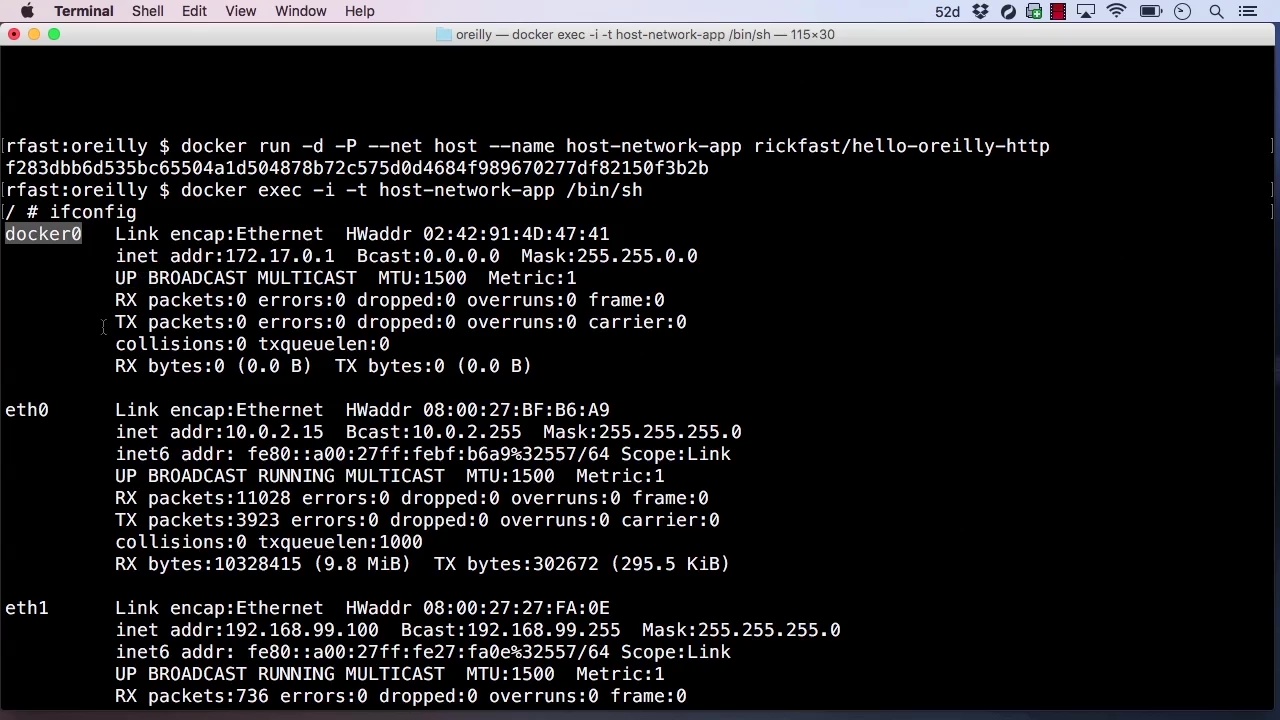 Terminal Shell Edit View Window Help 52d
oreilly — docker exec -i -t host-network-app /bin/sh — 115×30
[rfast:oreilly $ docker run -d -P --net host --name host-network-app rickfast/hello-oreilly-http ]
f283dbb6d535bc65504a1d504878b72c575d0d4684f989670277df82150f3b2b
[rfast:oreilly $ docker exec -i -t host-network-app /bin/sh ]
[/ # ifconfig ]
docker0 Link encap:Ethernet HWaddr 02:42:91:4D:47:41
inet addr:172.17.0.1 Bcast:0.0.0.0 Mask:255.255.0.0
UP BROADCAST MULTICAST MTU:1500 Metric:1
RX packets:0 errors:0 dropped:0 overruns:0 frame:0
TX packets:0 errors:0 dropped:0 overruns:0 carrier:0
collisions:0 txqueuelen:0
RX bytes:0 (0.0 B) TX bytes:0 (0.0 B)
eth0 Link encap:Ethernet HWaddr 08:00:27:BF:B6:A9
inet addr:10.0.2.15 Bcast:10.0.2.255 Mask:255.255.255.0
inet6 addr: fe80::a00:27ff:febf:b6a9%32557/64 Scope:Link
UP BROADCAST RUNNING MULTICAST MTU:1500 Metric:1
RX packets:11028 errors:0 dropped:0 overruns:0 frame:0
TX packets:3923 errors:0 dropped:0 overruns:0 carrier:0
collisions:0 txqueuelen:1000
RX bytes:10328415 (9.8 MiB) TX bytes:302672 (295.5 KiB)
eth1 Link encap:Ethernet HWaddr 08:00:27:27:FA:0E
inet addr:192.168.99.100 Bcast:192.168.99.255 Mask:255.255.255.0
inet6 addr: fe80::a00:27ff:fe27:fa0e%32557/64 Scope:Link
UP BROADCAST RUNNING MULTICAST MTU:1500 Metric:1
RX packets:736 errors:0 dropped:0 overruns:0 frame:0